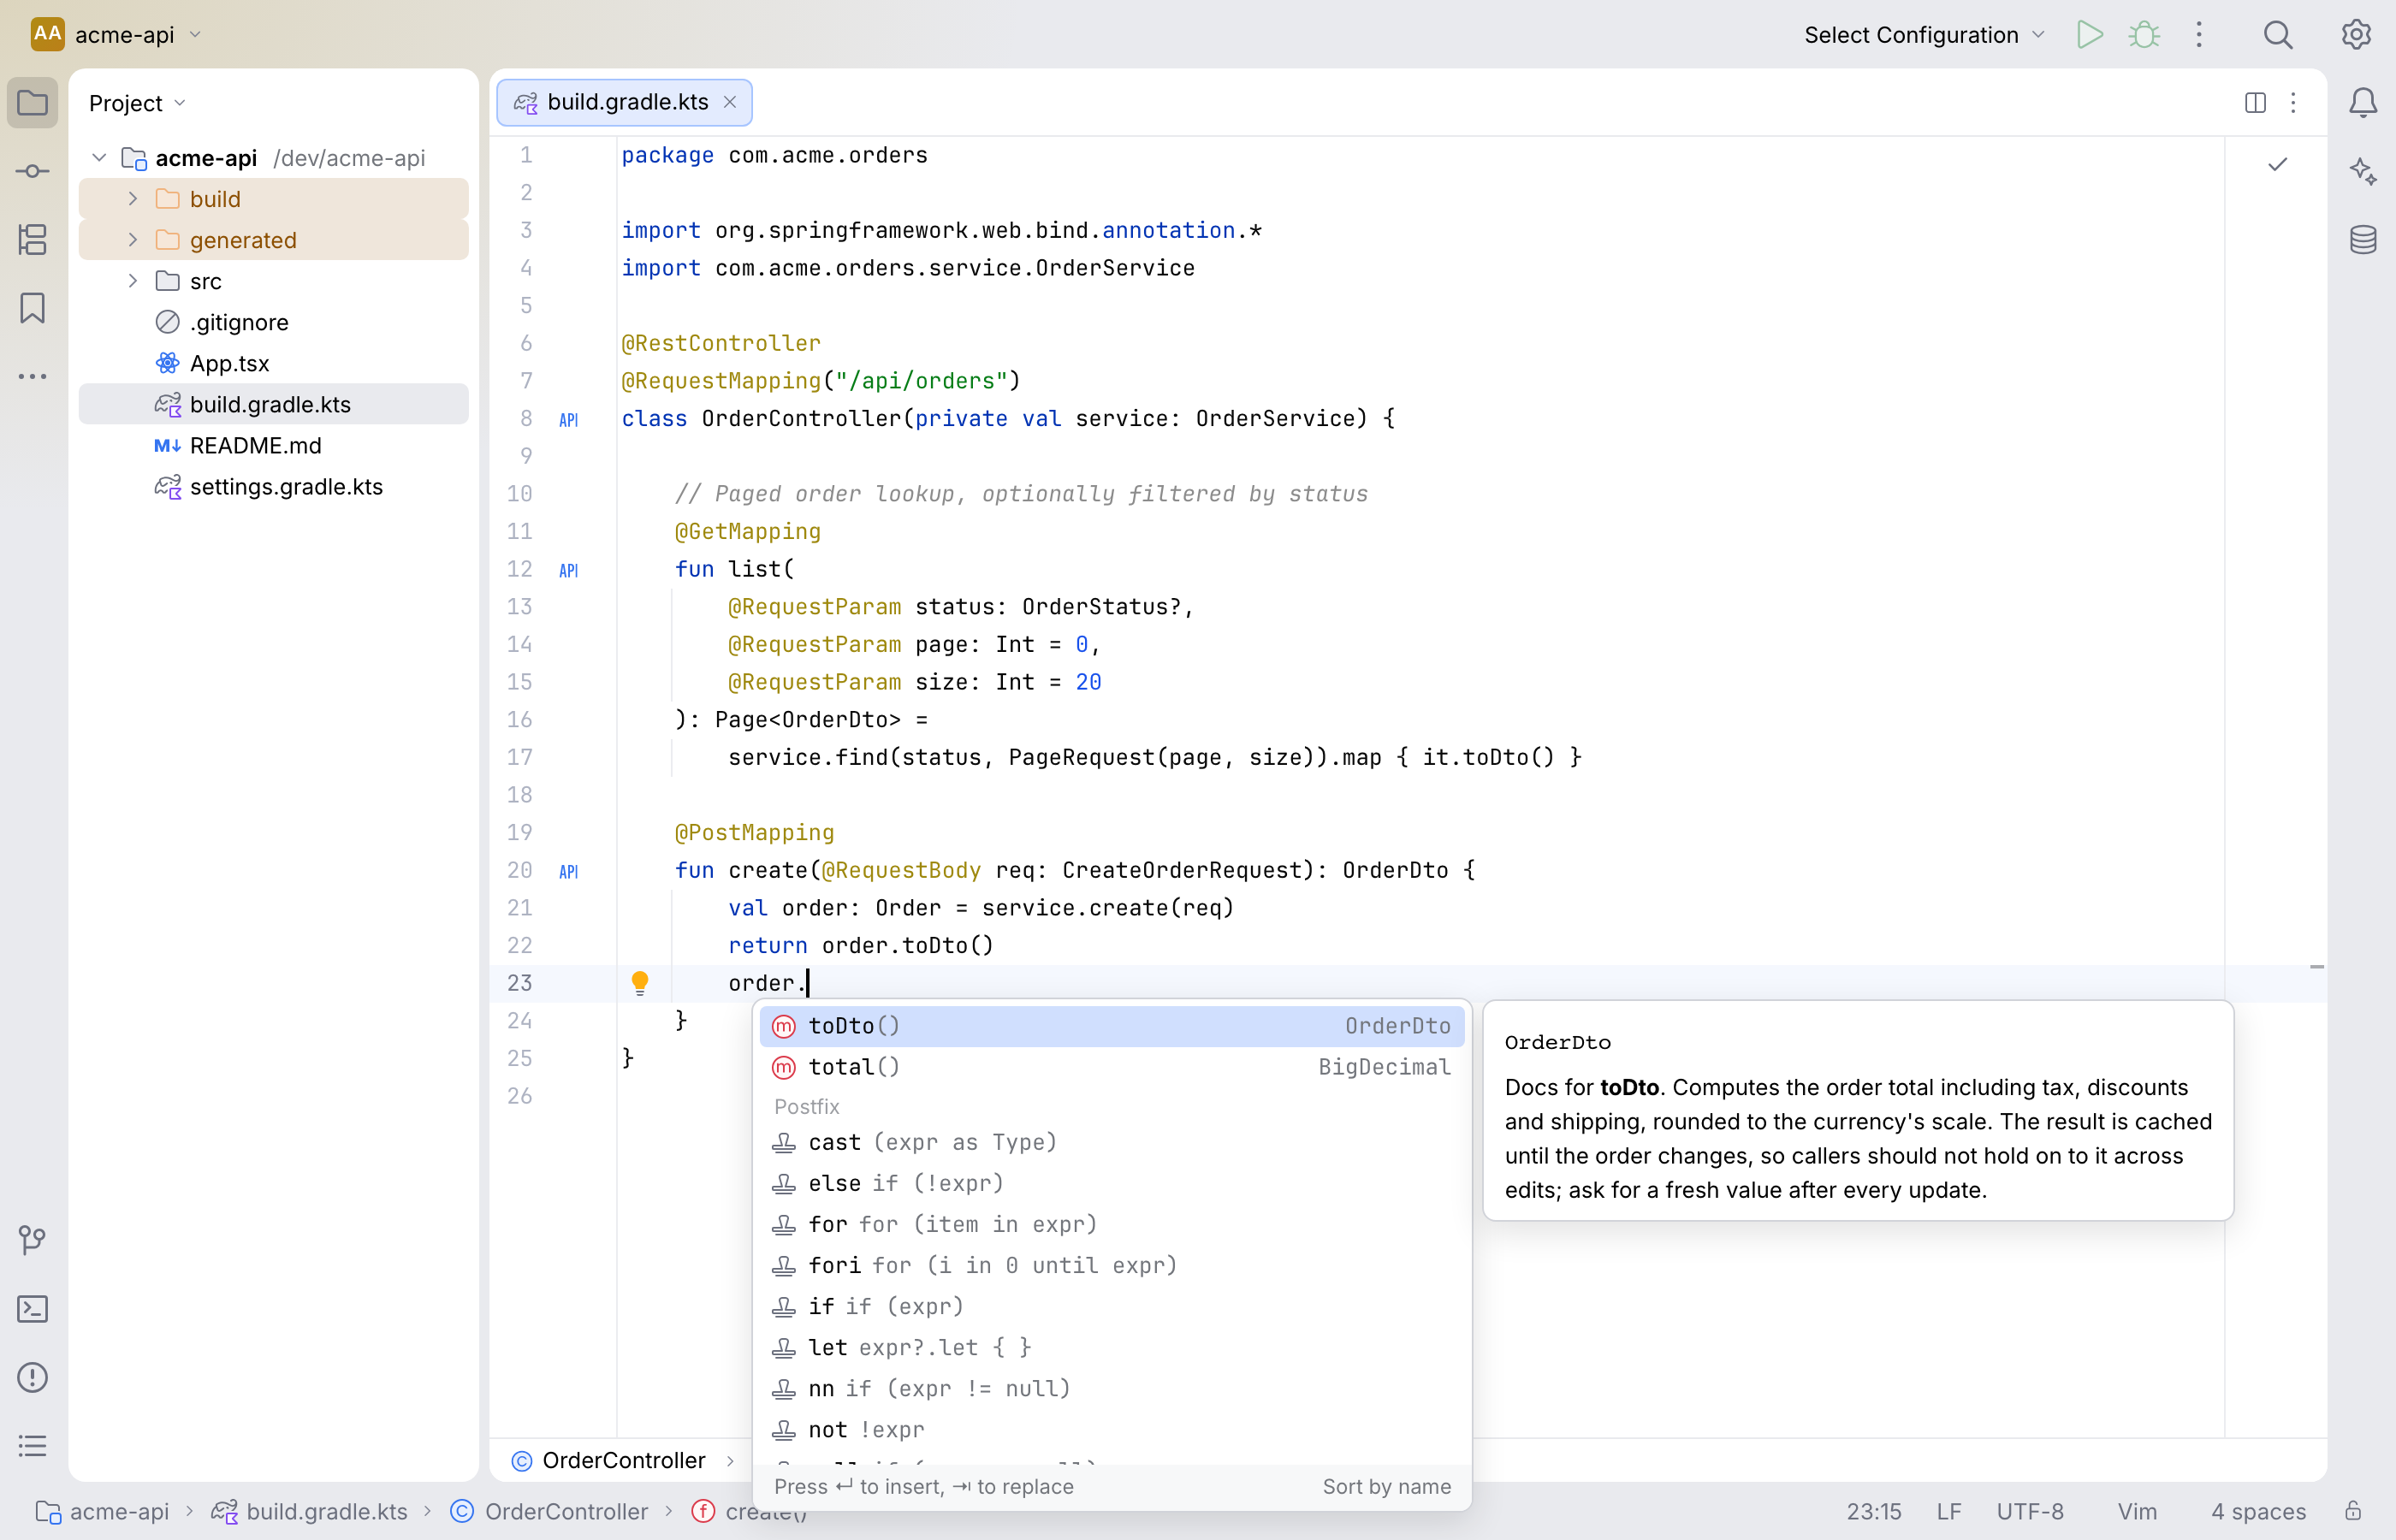 AA acme-api
Select Configuration
Project
acme-api /dev/acme-api
build
generated
src
.gitignore
App.tsx
build.gradle.kts
M↓ README.md
settings.gradle.kts
build.gradle.kts
1 package com.acme.orders
2
3 import org.springframework.web.bind.annotation.*
4 import com.acme.orders.service.OrderService
5
6 @RestController
7 @RequestMapping("/api/orders")
8 API class OrderController(private val service: OrderService) {
9
10 // Paged order lookup, optionally filtered by status
11 @GetMapping
12 API fun list(
13 @RequestParam status: OrderStatus?,
14 @RequestParam page: Int = 0,
15 @RequestParam size: Int = 20
16 ): Page<OrderDto> =
17 service.find(status, PageRequest(page, size)).map { it.toDto() }
18
19 @PostMapping
20 API fun create(@RequestBody req: CreateOrderRequest): OrderDto {
21 val order: Order = service.create(req)
22 return order.toDto()
23 order.
24 }
25 }
26
m toDto() OrderDto
m total() BigDecimal
Postfix
cast (expr as Type)
else if (!expr)
for for (item in expr)
fori for (i in 0 until expr)
if if (expr)
let expr?.let { }
nn if (expr != null)
not !expr
Press ↵ to insert, ⇥ to replace Sort by name
OrderDto
Docs for toDto. Computes the order total including tax, discounts
and shipping, rounded to the currency's scale. The result is cached
until the order changes, so callers should not hold on to it across
edits; ask for a fresh value after every update.
C OrderController
acme-api > build.gradle.kts > C OrderController > f create()
23:15 LF UTF-8 Vim 4 spaces